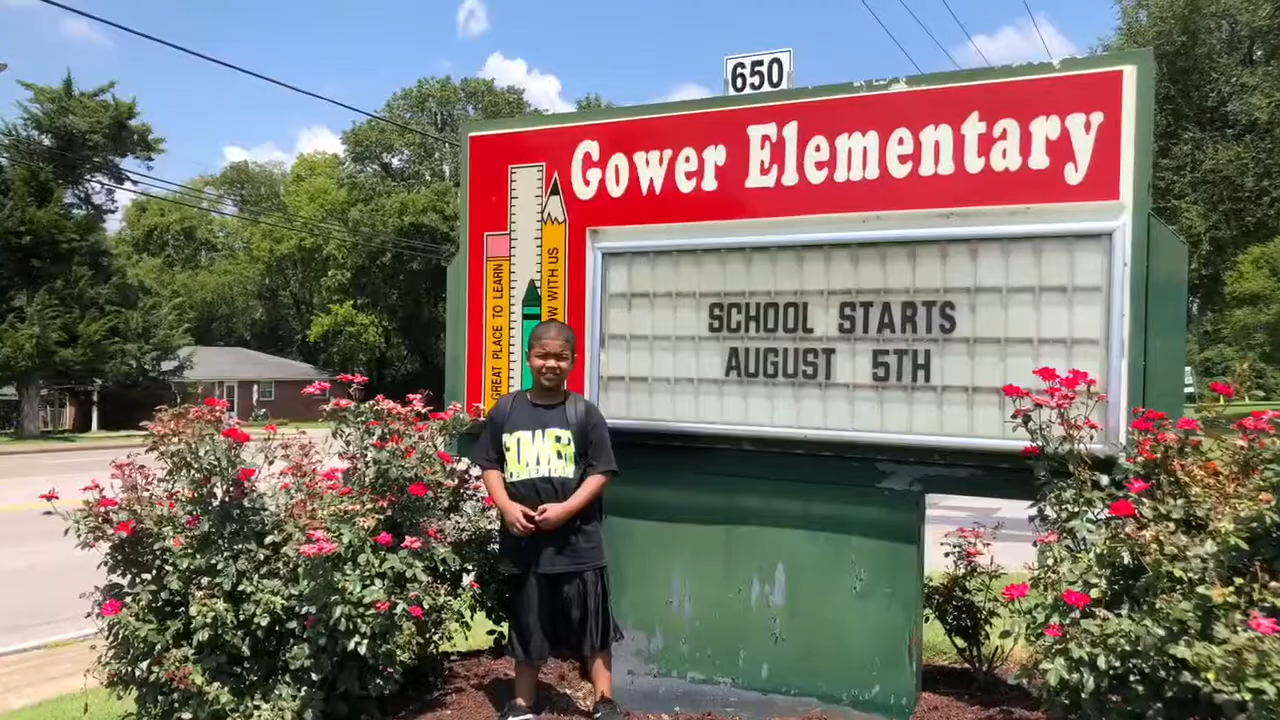 650
Gower Elementary
GREAT PLACE TO LEARN
W WITH US
SCHOOL STARTS
AUGUST 5TH
GOWER